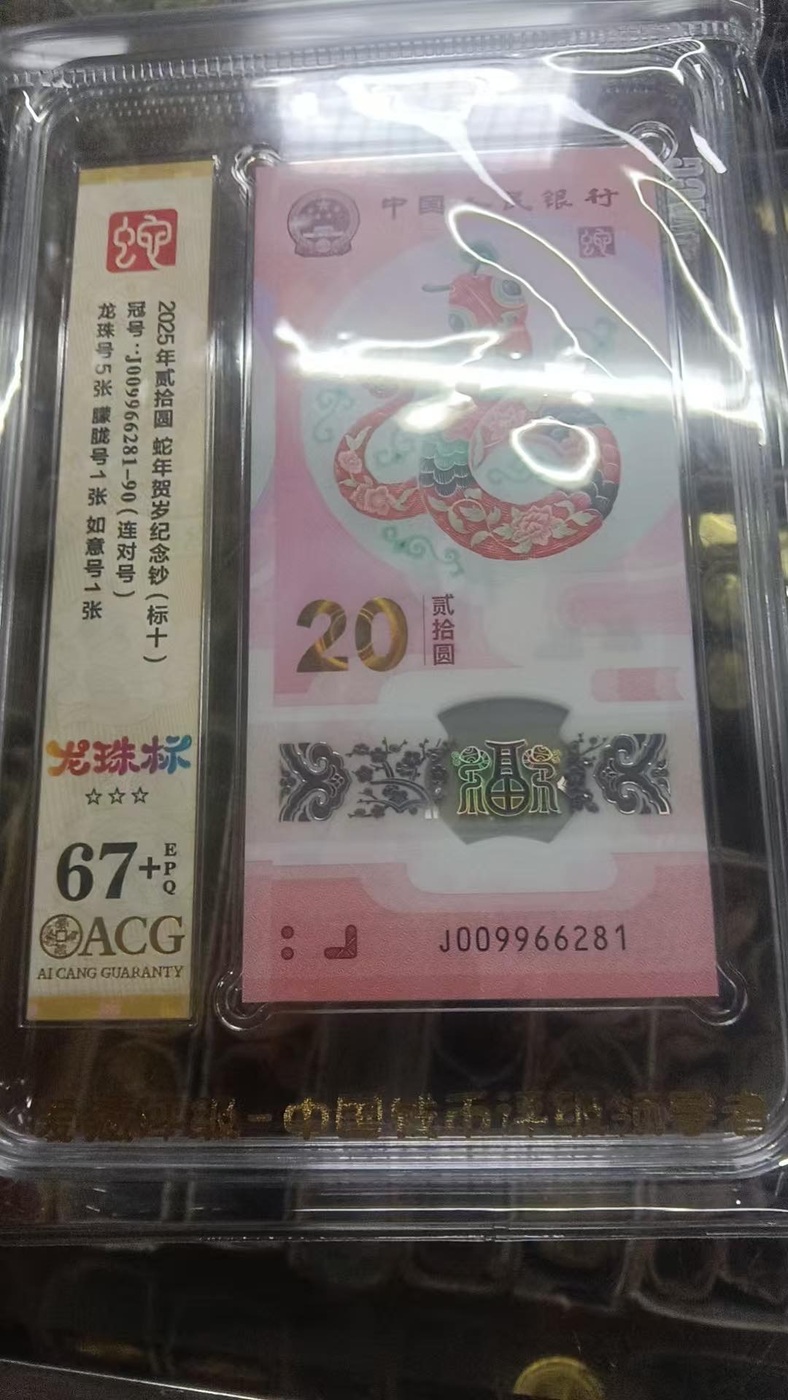 蛇
2025年贰拾圆 蛇年贺岁纪念钞(标十)
冠号:J009966281-90(连对号)
龙珠号5张 朦胧号1张 如意号1张
龙珠标
☆☆☆
67+EPQ
ACG
AI CANG GUARANTY
中国人民银行
蛇
20
贰拾圆
福
J009966281